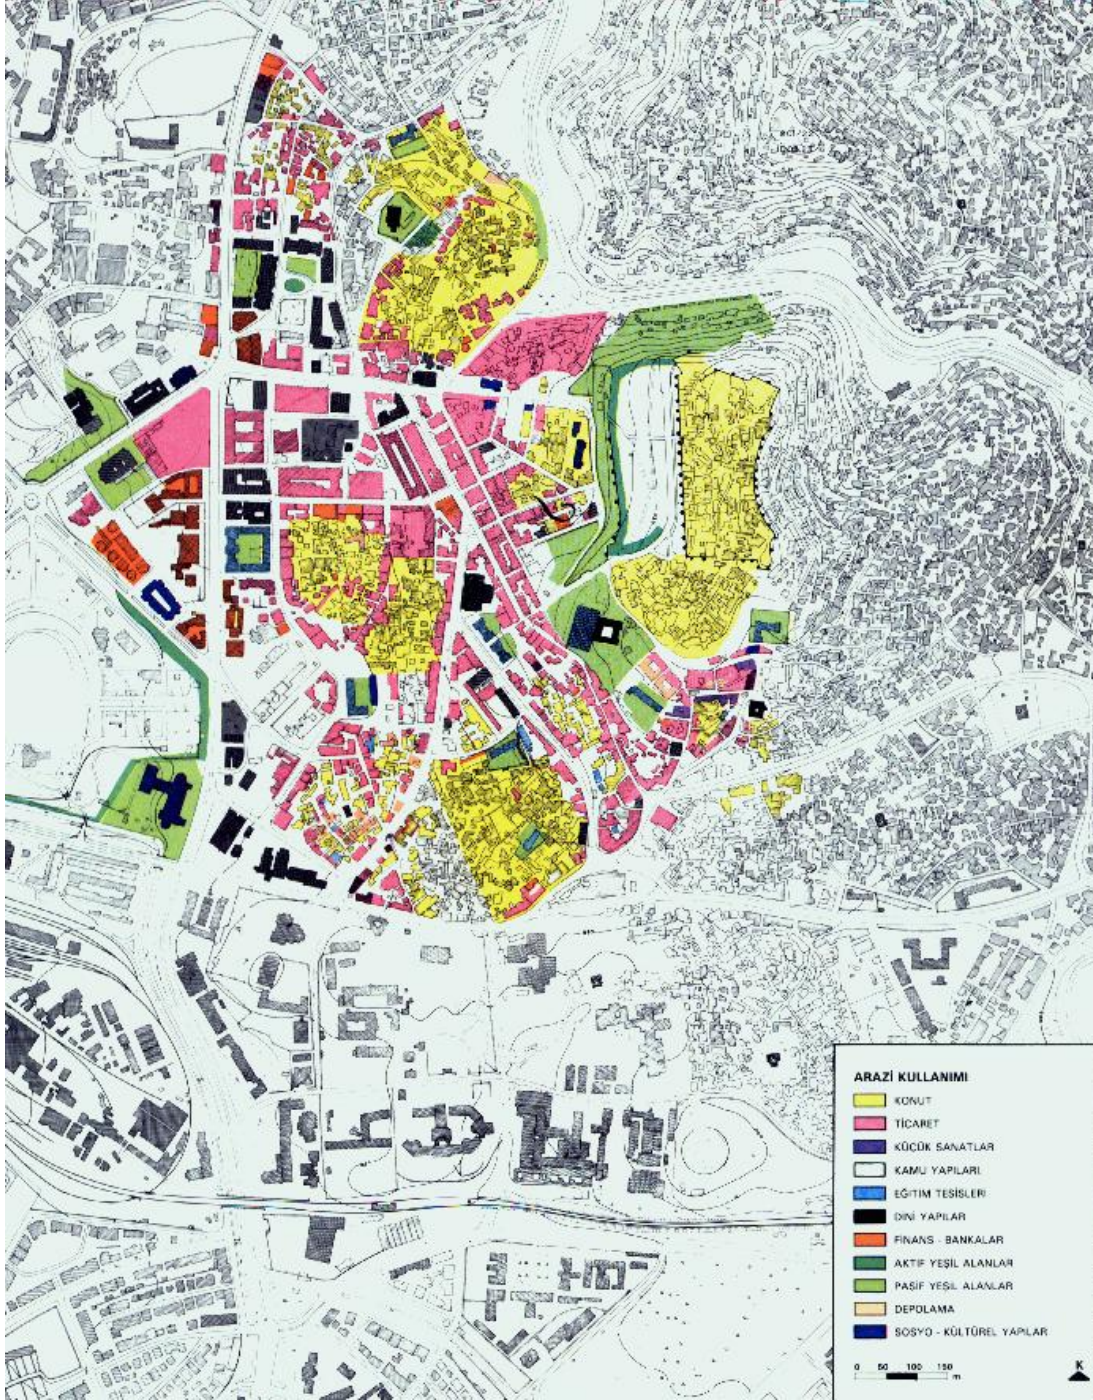 ARAZİ KULLANIMI
KONUT
TİCARET
KÜÇÜK SANATLAR
KAMU YAPILARI
EĞİTİM TESİSLERİ
DİNİ YAPILAR
FİNANS - BANKALAR
AKTİF YEŞİL ALANLAR
PASİF YEŞİL ALANLAR
DEPOLAMA
SOSYO - KÜLTÜREL YAPILAR
0 50 100 150 m
K